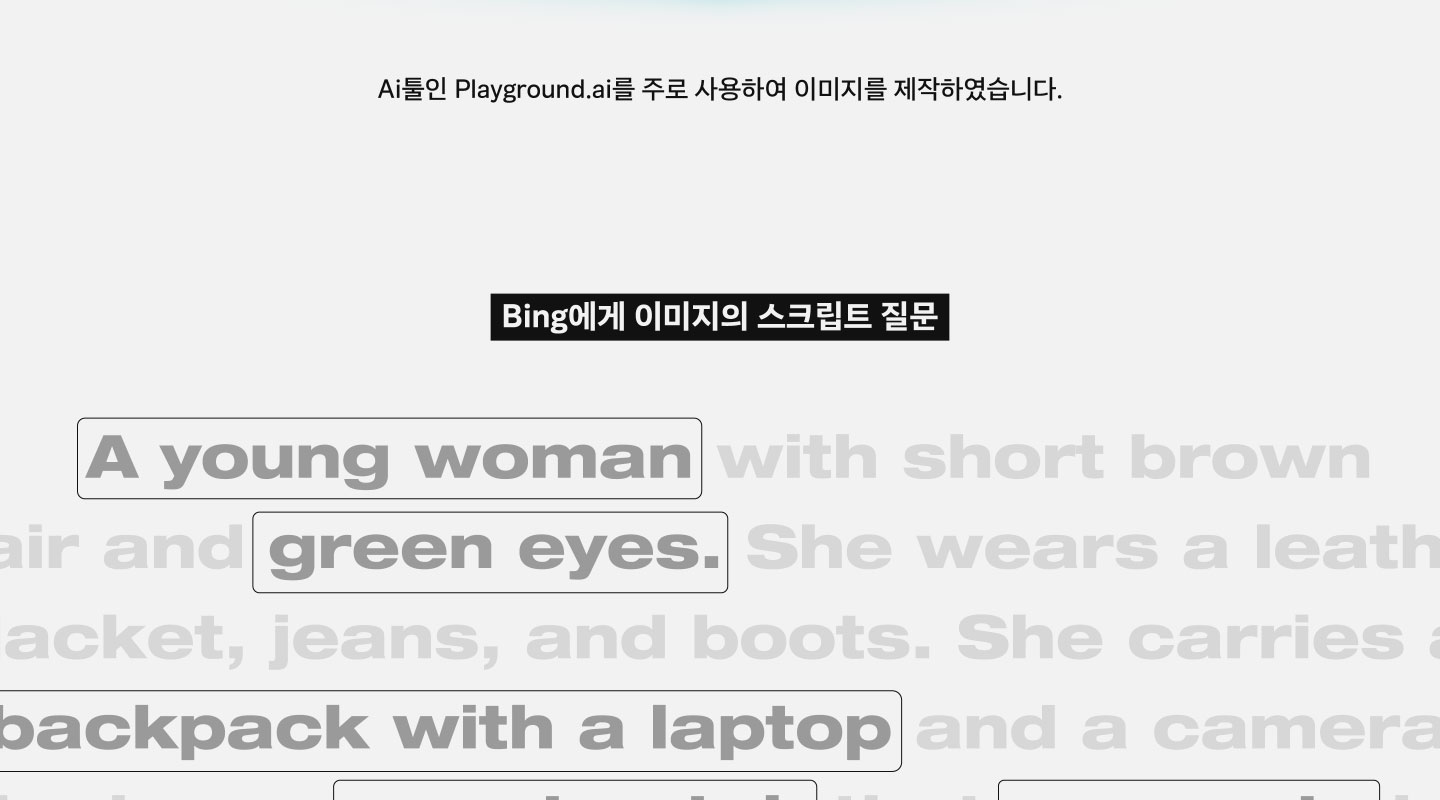 Ai툴인 Playground.ai를 주로 사용하여 이미지를 제작하였습니다.
Bing에게 이미지의 스크립트 질문
A young woman with short brown
air and green eyes. She wears a leath
acket, jeans, and boots. She carries a
backpack with a laptop and a camera